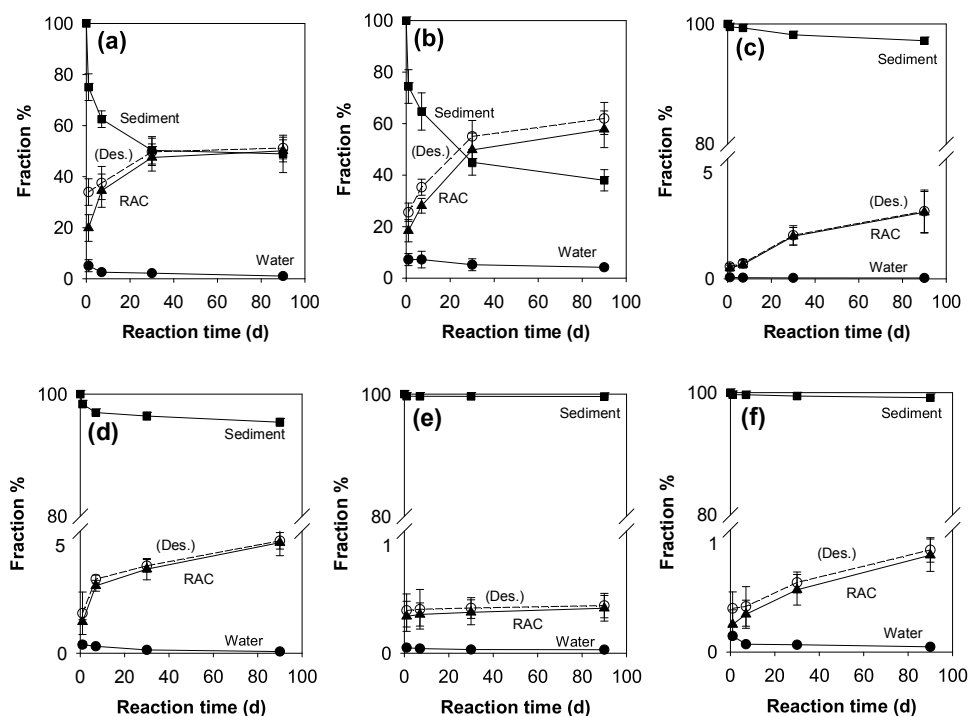 Fraction %
100
80
60
40
20
0
(a)
Sediment
(Des.)
RAC
Water
0 20 40 60 80 100
Reaction time (d)
Fraction %
100
80
60
40
20
0
(b)
Sediment
(Des.)
RAC
Water
0 20 40 60 80 100
Reaction time (d)
Fraction %
100
80
5
0
(c)
Sediment
(Des.)
RAC
Water
0 20 40 60 80 100
Reaction time (d)
Fraction %
100
80
5
0
(d)
Sediment
(Des.)
RAC
Water
0 20 40 60 80 100
Reaction time (d)
Fraction %
100
80
1
0
(e)
Sediment
(Des.)
RAC
Water
0 20 40 60 80 100
Reaction time (d)
Fraction %
100
80
1
0
(f)
Sediment
(Des.)
RAC
Water
0 20 40 60 80 100
Reaction time (d)